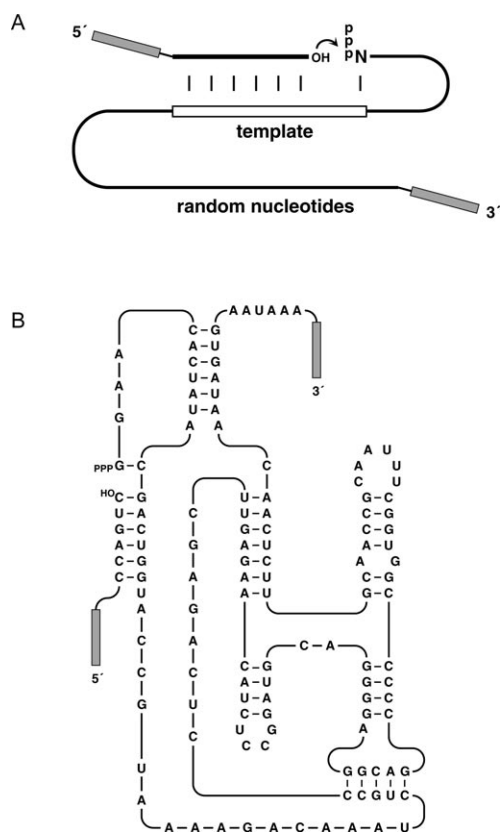 A
5´
p
p
p
OH
N
template
random nucleotides
3´
B
A A U A A A
C – G
A – U
C – G
U – A
A – U
U – A
A A
3´
A
A
G
PPP G – C
HO C – G
U – A
G – C
A – U
C – G
C – G
U
A
C
C
G
U
A
5´
C
G
A
G
A
C
U
C
C
U – A
U – A
G – C
A – U
G – C
A – U
A – U
A U
A U
C U
G – C
C – G
C – G
A – U
A G
C – G
G – C
C – A
C – G
A – U
U – A
C – G
U G
C C
G – C
G – C
G – C
G – C
A
G G C A G
C C G U C
A – A – A – G – A – C – A – A – A – U